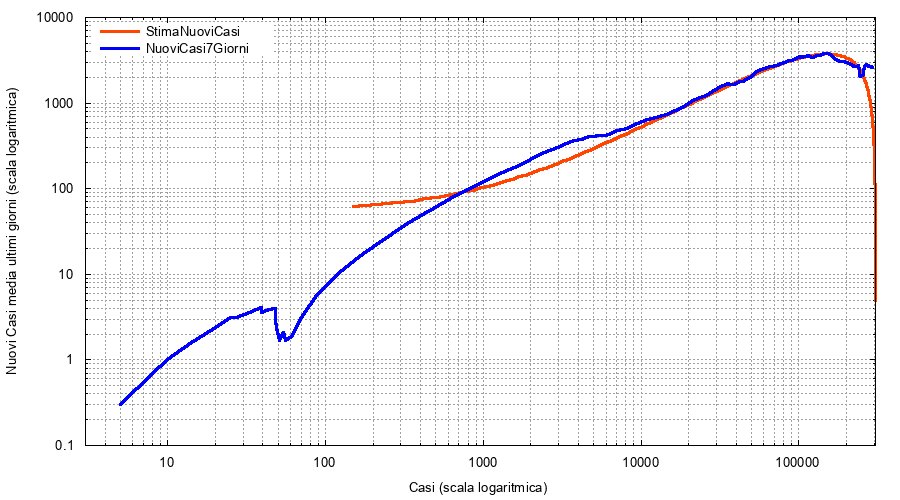 StimaNuoviCasi
NuoviCasi7Giorni
Nuovi Casi media ultimi giorni (scala logaritmica)
10000
1000
100
10
1
0.1
10
100
1000
10000
100000
Casi (scala logaritmica)